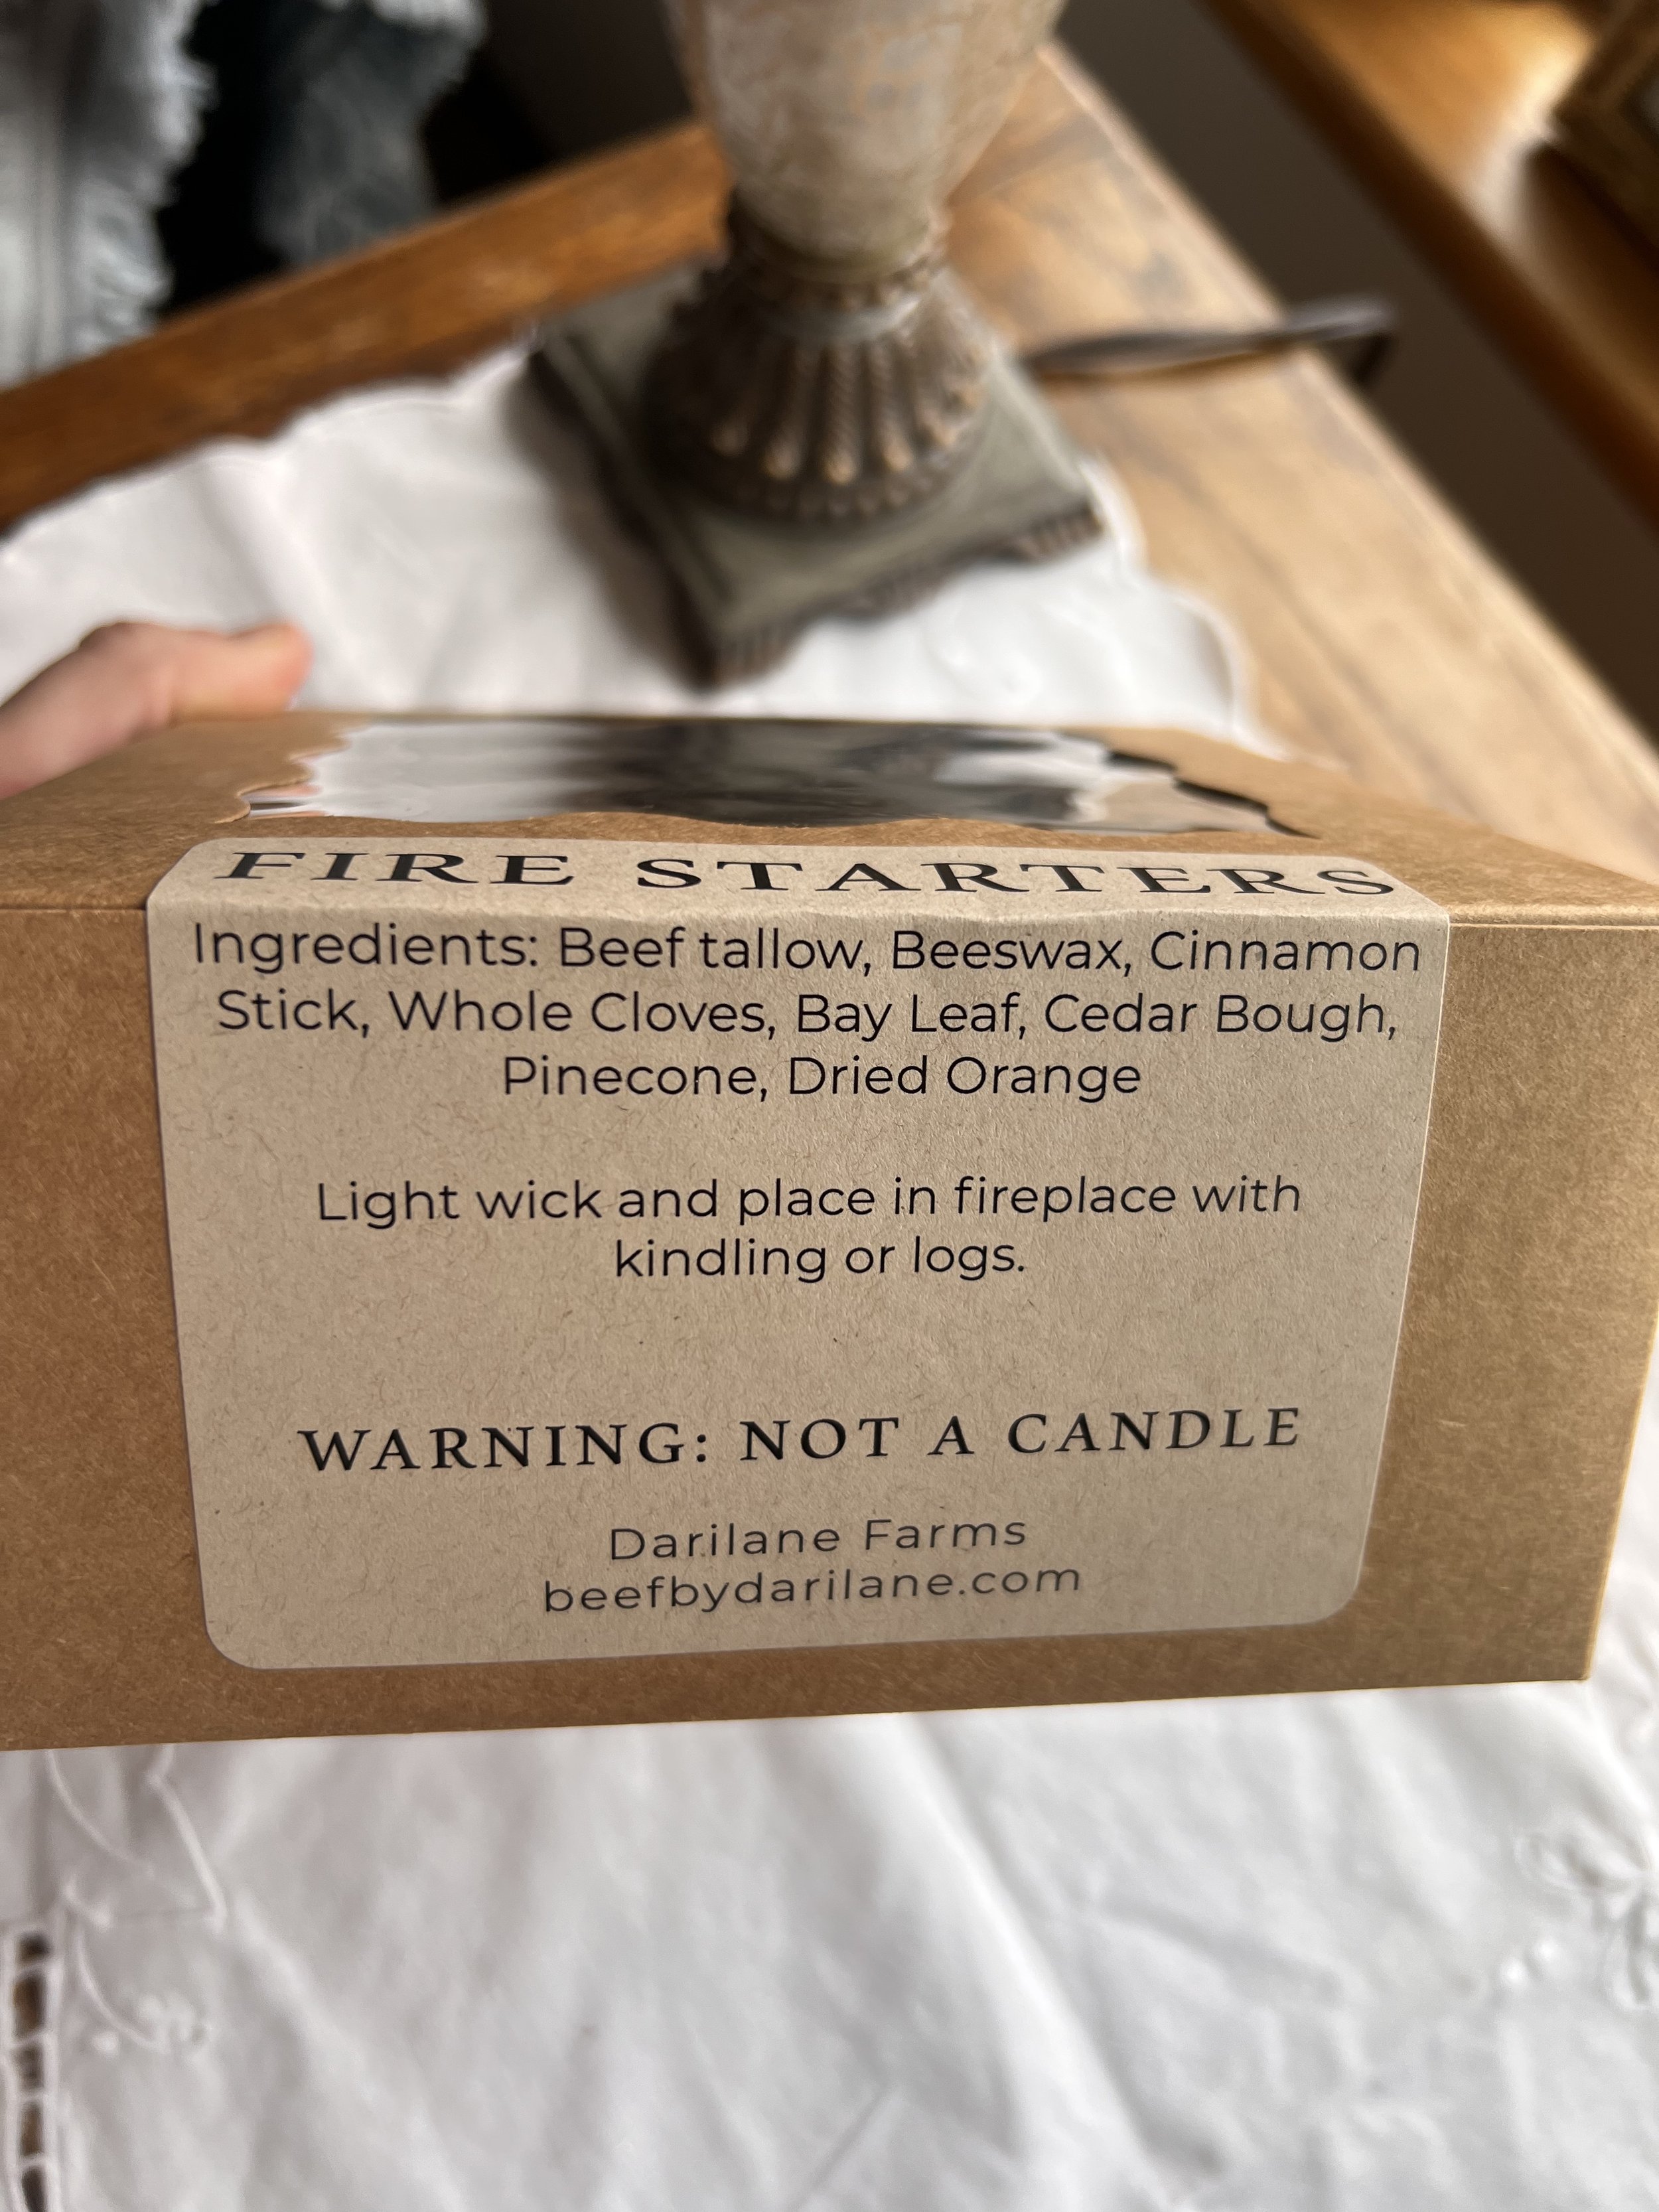 FIRE STARTERS
Ingredients: Beef tallow, Beeswax, Cinnamon
Stick, Whole Cloves, Bay Leaf, Cedar Bough,
Pinecone, Dried Orange
Light wick and place in fireplace with
kindling or logs.
WARNING: NOT A CANDLE
Darilane Farms
beefbydarilane.com